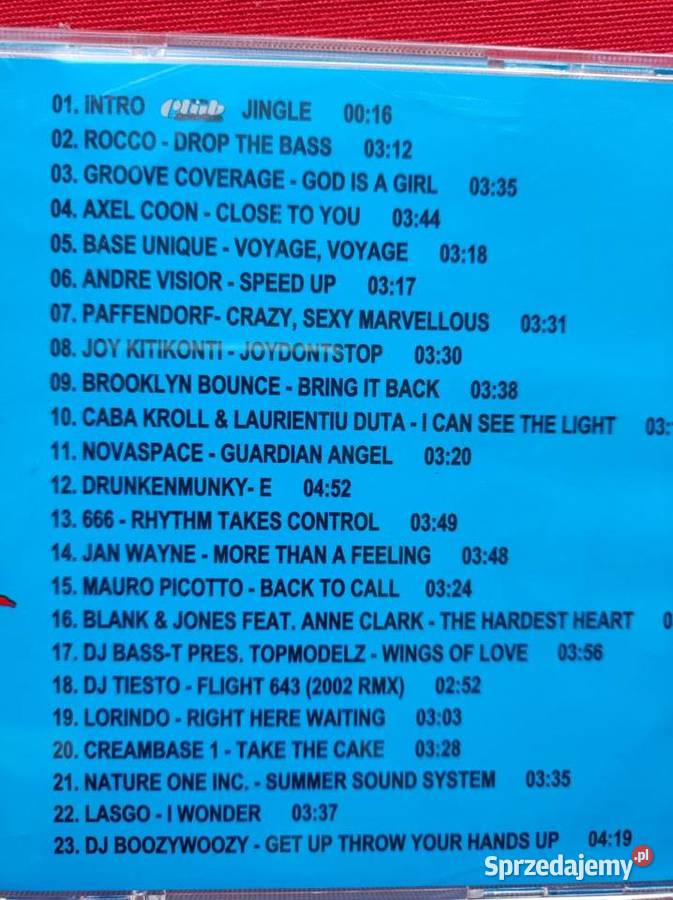 01. INTRO Club JINGLE 00:16
02. ROCCO - DROP THE BASS 03:12
03. GROOVE COVERAGE - GOD IS A GIRL 03:35
04. AXEL COON - CLOSE TO YOU 03:44
05. BASE UNIQUE - VOYAGE, VOYAGE 03:18
06. ANDRE VISIOR - SPEED UP 03:17
07. PAFFENDORF- CRAZY, SEXY MARVELLOUS 03:31
08. JOY KITIKONTI - JOYDONTSTOP 03:30
09. BROOKLYN BOUNCE - BRING IT BACK 03:38
10. CABA KROLL & LAURIENTIU DUTA - I CAN SEE THE LIGHT 03:
11. NOVASPACE - GUARDIAN ANGEL 03:20
12. DRUNKENMUNKY- E 04:52
13. 666 - RHYTHM TAKES CONTROL 03:49
14. JAN WAYNE - MORE THAN A FEELING 03:48
15. MAURO PICOTTO - BACK TO CALL 03:24
16. BLANK & JONES FEAT. ANNE CLARK - THE HARDEST HEART 0
17. DJ BASS-T PRES. TOPMODELZ - WINGS OF LOVE 03:56
18. DJ TIESTO - FLIGHT 643 (2002 RMX) 02:52
19. LORINDO - RIGHT HERE WAITING 03:03
20. CREAMBASE 1 - TAKE THE CAKE 03:28
21. NATURE ONE INC. - SUMMER SOUND SYSTEM 03:35
22. LASGO - I WONDER 03:37
23. DJ BOOZYWOOZY - GET UP THROW YOUR HANDS UP 04:19
Sprzedajemy.pl